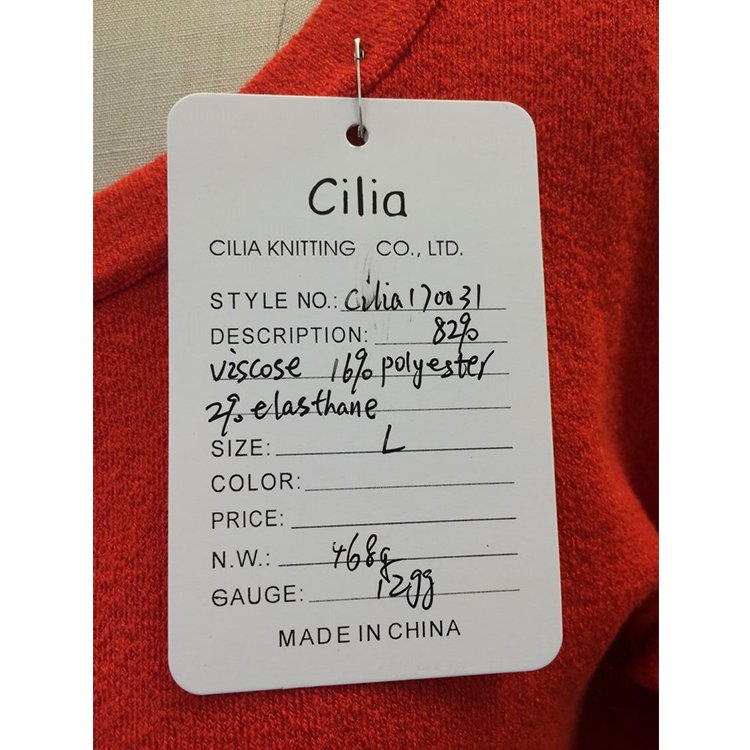 Cilia
CILIA KNITTING CO., LTD.
STYLE NO.: Cilia170031
DESCRIPTION: 82%
viscose 16% polyester
2% elasthane
SIZE: L
COLOR:
PRICE:
N.W.: 468g
GAUGE: 12gg
MADE IN CHINA